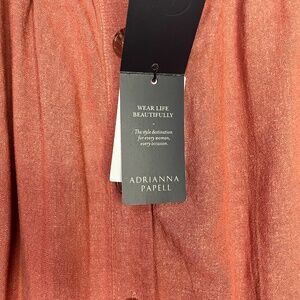 WEAR LIFE
BEAUTIFULLY
The style destination
for every woman,
every occasion.
ADRIANNA
PAPELL